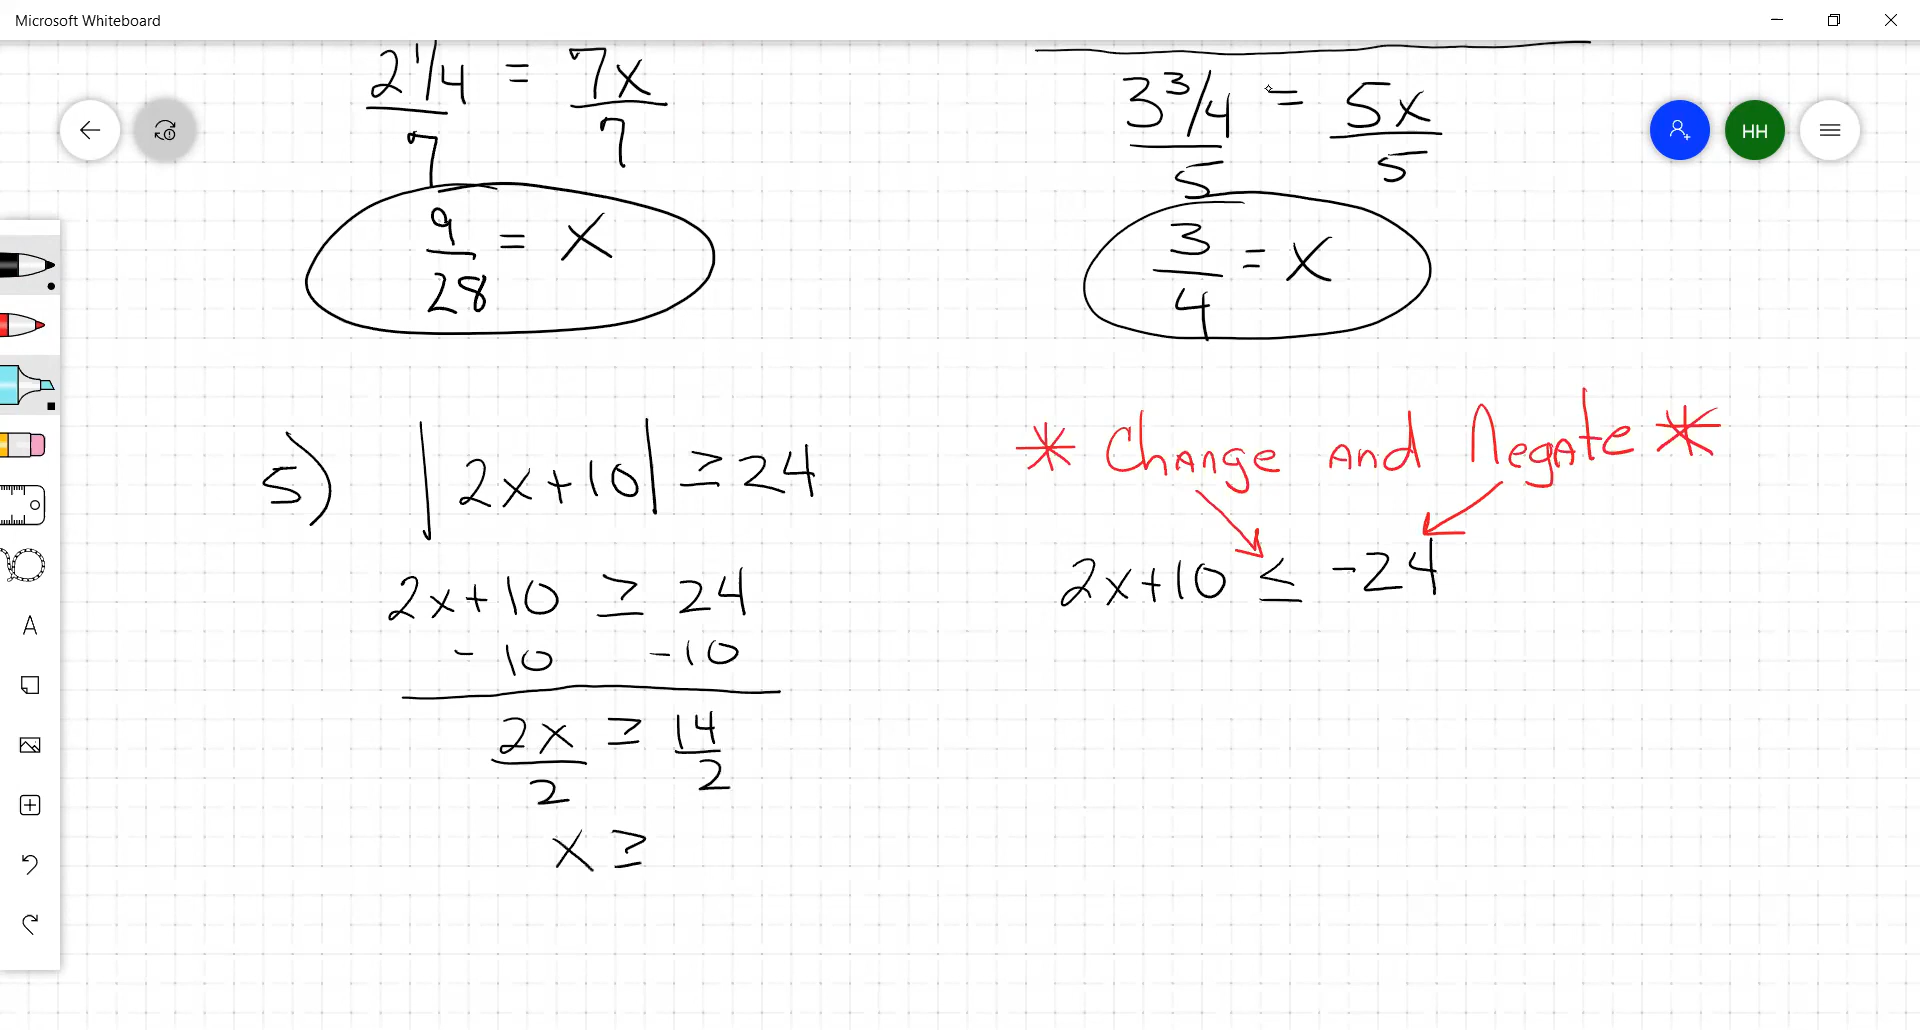 Microsoft Whiteboard
2 1/4 = 7x
7 7
9/28 = x
3 3/4 = 5x
5 5
3/4 = x
HH
5) |2x+10| ≥ 24
2x+10 ≥ 24
-10 -10
2x ≥ 14
2 2
x ≥
* Change and Negate *
2x+10 ≤ -24
A